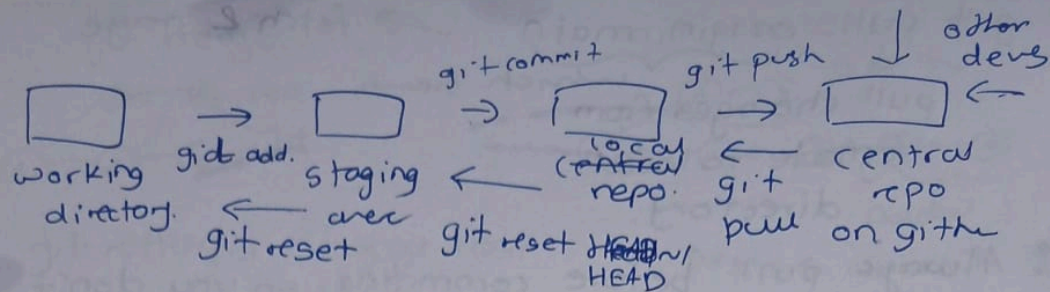 other
devs
git commit
git push
git add.
working
directory.
staging
local
central
repo.
git
pull
central
repo
on gith
git reset
git reset HEAD~1
HEAD